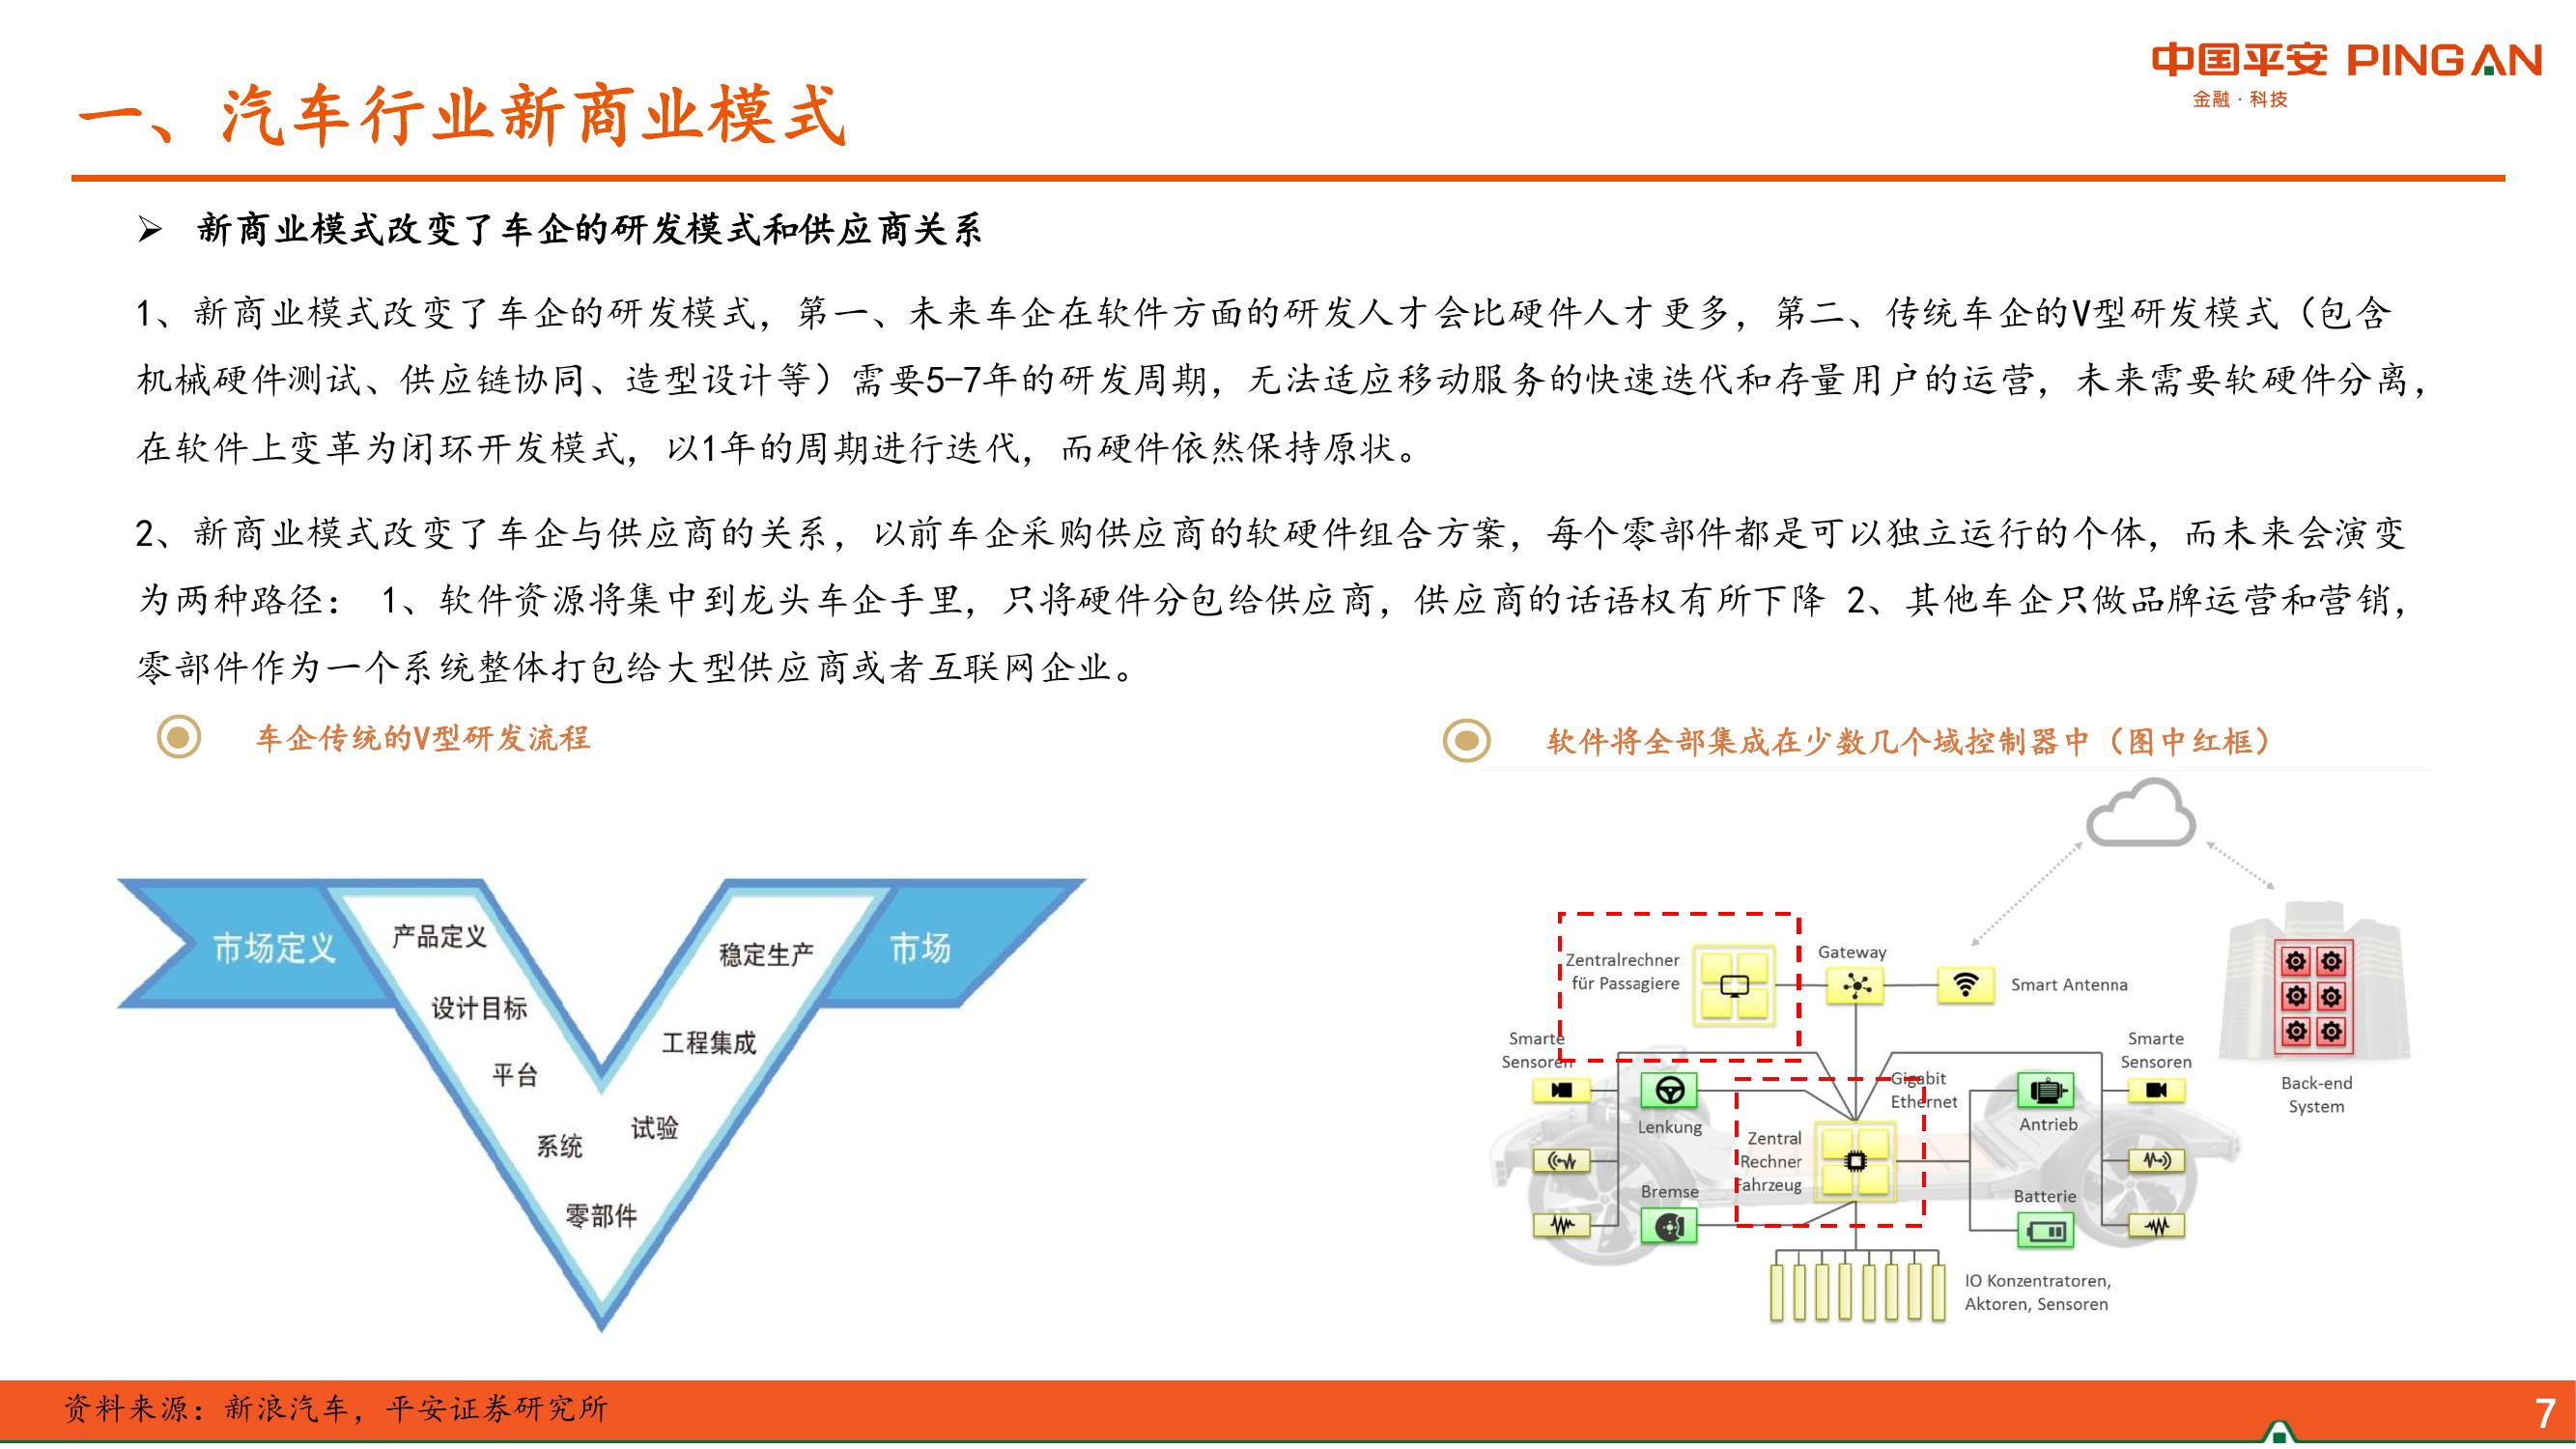 中国平安 PING AN
金融·科技
一、汽车行业新商业模式
新商业模式改变了车企的研发模式和供应商关系
1、新商业模式改变了车企的研发模式，第一、未来车企在软件方面的研发人才会比硬件人才更多，第二、传统车企的V型研发模式（包含
机械硬件测试、供应链协同、造型设计等）需要5-7年的研发周期，无法适应移动服务的快速迭代和存量用户的运营，未来需要软硬件分离，
在软件上变革为闭环开发模式，以1年的周期进行迭代，而硬件依然保持原状。
2、新商业模式改变了车企与供应商的关系，以前车企采购供应商的软硬件组合方案，每个零部件都是可以独立运行的个体，而未来会演变
为两种路径： 1、软件资源将集中到龙头车企手里，只将硬件分包给供应商，供应商的话语权有所下降 2、其他车企只做品牌运营和营销，
零部件作为一个系统整体打包给大型供应商或者互联网企业。
车企传统的V型研发流程
市场定义
产品定义
设计目标
平台
系统
零部件
试验
工程集成
稳定生产
市场
软件将全部集成在少数几个域控制器中（图中红框）
Zentralrechner
für Passagiere
Gateway
Smart Antenna
Smarte
Sensoren
Lenkung
Bremse
Zentral
Rechner
Fahrzeug
Gigabit
Ethernet
Antrieb
Batterie
Smarte
Sensoren
Back-end
System
IO Konzentratoren,
Aktoren, Sensoren
资料来源：新浪汽车，平安证券研究所
7